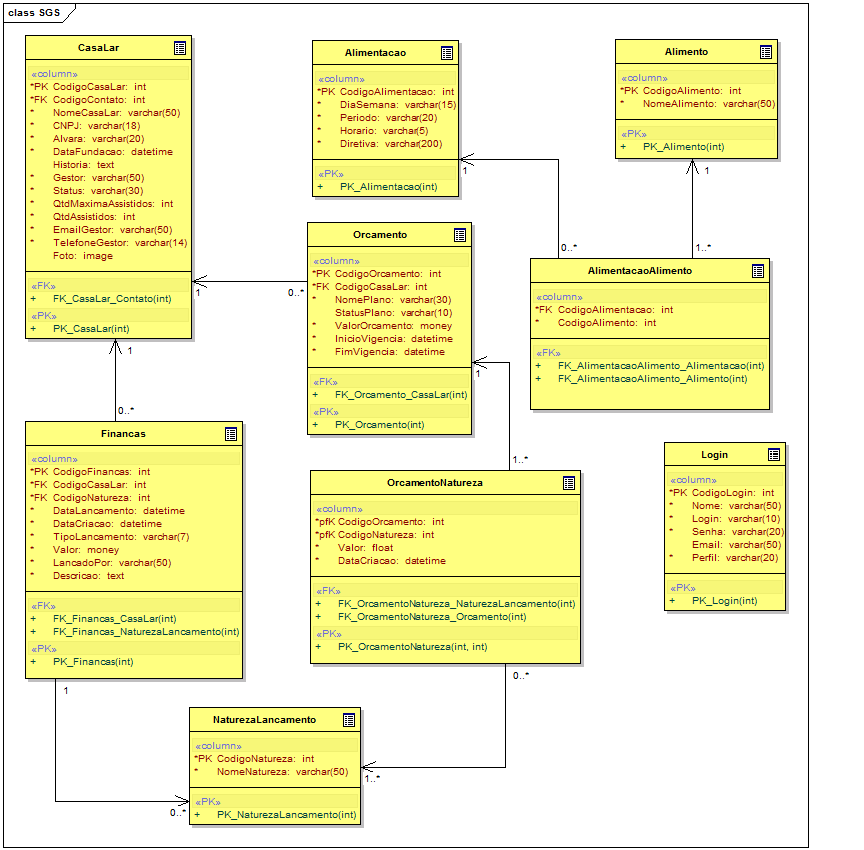 class SGS
CasaLar
«column»
*PK CodigoCasaLar: int
*FK CodigoContato: int
* NomeCasaLar: varchar(50)
* CNPJ: varchar(18)
* Alvara: varchar(20)
* DataFundacao: datetime
Historia: text
* Gestor: varchar(50)
* Status: varchar(30)
* QtdMaximaAssistidos: int
* QtdAssistidos: int
* EmailGestor: varchar(50)
* TelefoneGestor: varchar(14)
Foto: image
«FK»
+ FK_CasaLar_Contato(int)
«PK»
+ PK_CasaLar(int)
Alimentacao
«column»
*PK CodigoAlimentacao: int
* DiaSemana: varchar(15)
* Periodo: varchar(20)
* Horario: varchar(5)
* Diretiva: varchar(200)
«PK»
+ PK_Alimentacao(int)
Alimento
«column»
*PK CodigoAlimento: int
* NomeAlimento: varchar(50)
«PK»
+ PK_Alimento(int)
1
1
0..*
1..*
Orcamento
«column»
*PK CodigoOrcamento: int
*FK CodigoCasaLar: int
* NomePlano: varchar(30)
StatusPlano: varchar(10)
* ValorOrcamento: money
* InicioVigencia: datetime
* FimVigencia: datetime
«FK»
+ FK_Orcamento_CasaLar(int)
«PK»
+ PK_Orcamento(int)
AlimentacaoAlimento
«column»
*FK CodigoAlimentacao: int
* CodigoAlimento: int
«FK»
+ FK_AlimentacaoAlimento_Alimentacao(int)
+ FK_AlimentacaoAlimento_Alimento(int)
1
0..*
1
0..*
1
1..*
Financas
«column»
*PK CodigoFinancas: int
*FK CodigoCasaLar: int
*FK CodigoNatureza: int
* DataLancamento: datetime
* DataCriacao: datetime
* TipoLancamento: varchar(7)
* Valor: money
* LancadoPor: varchar(50)
* Descricao: text
«FK»
+ FK_Financas_CasaLar(int)
+ FK_Financas_NaturezaLancamento(int)
«PK»
+ PK_Financas(int)
OrcamentoNatureza
«column»
*pfK CodigoOrcamento: int
*pfK CodigoNatureza: int
* Valor: float
* DataCriacao: datetime
«FK»
+ FK_OrcamentoNatureza_NaturezaLancamento(int)
+ FK_OrcamentoNatureza_Orcamento(int)
«PK»
+ PK_OrcamentoNatureza(int, int)
Login
«column»
*PK CodigoLogin: int
* Nome: varchar(50)
* Login: varchar(10)
* Senha: varchar(20)
Email: varchar(50)
* Perfil: varchar(20)
«PK»
+ PK_Login(int)
1
0..*
NaturezaLancamento
«column»
*PK CodigoNatureza: int
* NomeNatureza: varchar(50)
«PK»
+ PK_NaturezaLancamento(int)
1..*
0..*